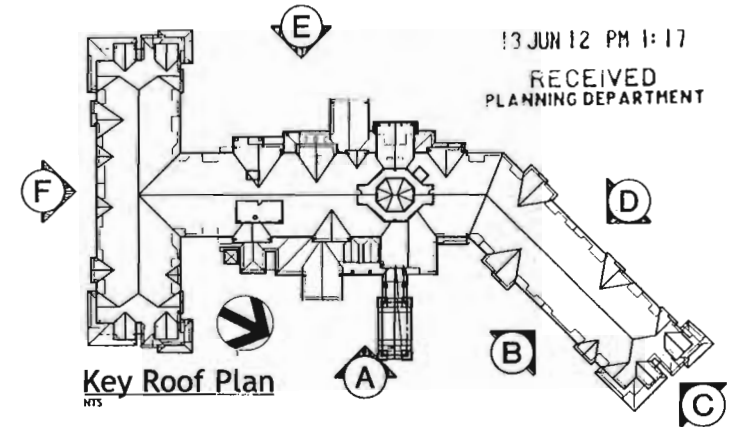 E
13 JUN 12 PM 1:17
RECEIVED
PLANNING DEPARTMENT
F
D
B
Key Roof Plan
NTS
A
C